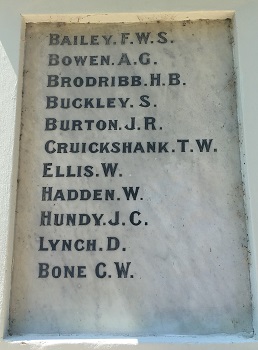 BAILEY.F.W.S.
BOWEN.A.G.
BRODRIBB.H.B.
BUCKLEY.S.
BURTON.J.R.
CRUICKSHANK.T.W.
ELLIS.W.
HADDEN.W.
HUNDY.J.C.
LYNCH.D.
BONE C.W.